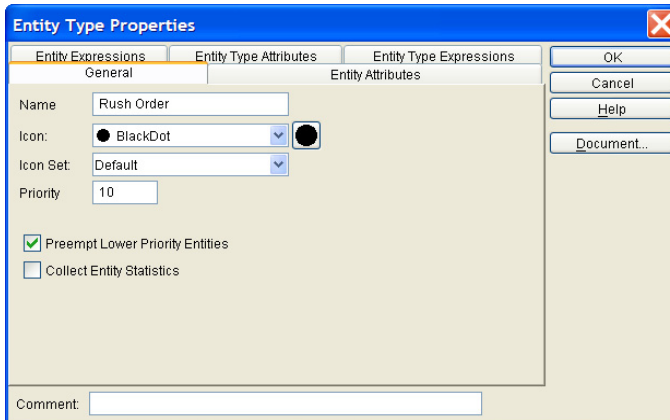 Entity Type Properties
Entity Expressions Entity Type Attributes Entity Type Expressions
General Entity Attributes
Name Rush Order
Icon: BlackDot
Icon Set: Default
Priority 10
Preempt Lower Priority Entities
Collect Entity Statistics
Comment:
OK
Cancel
Help
Document...